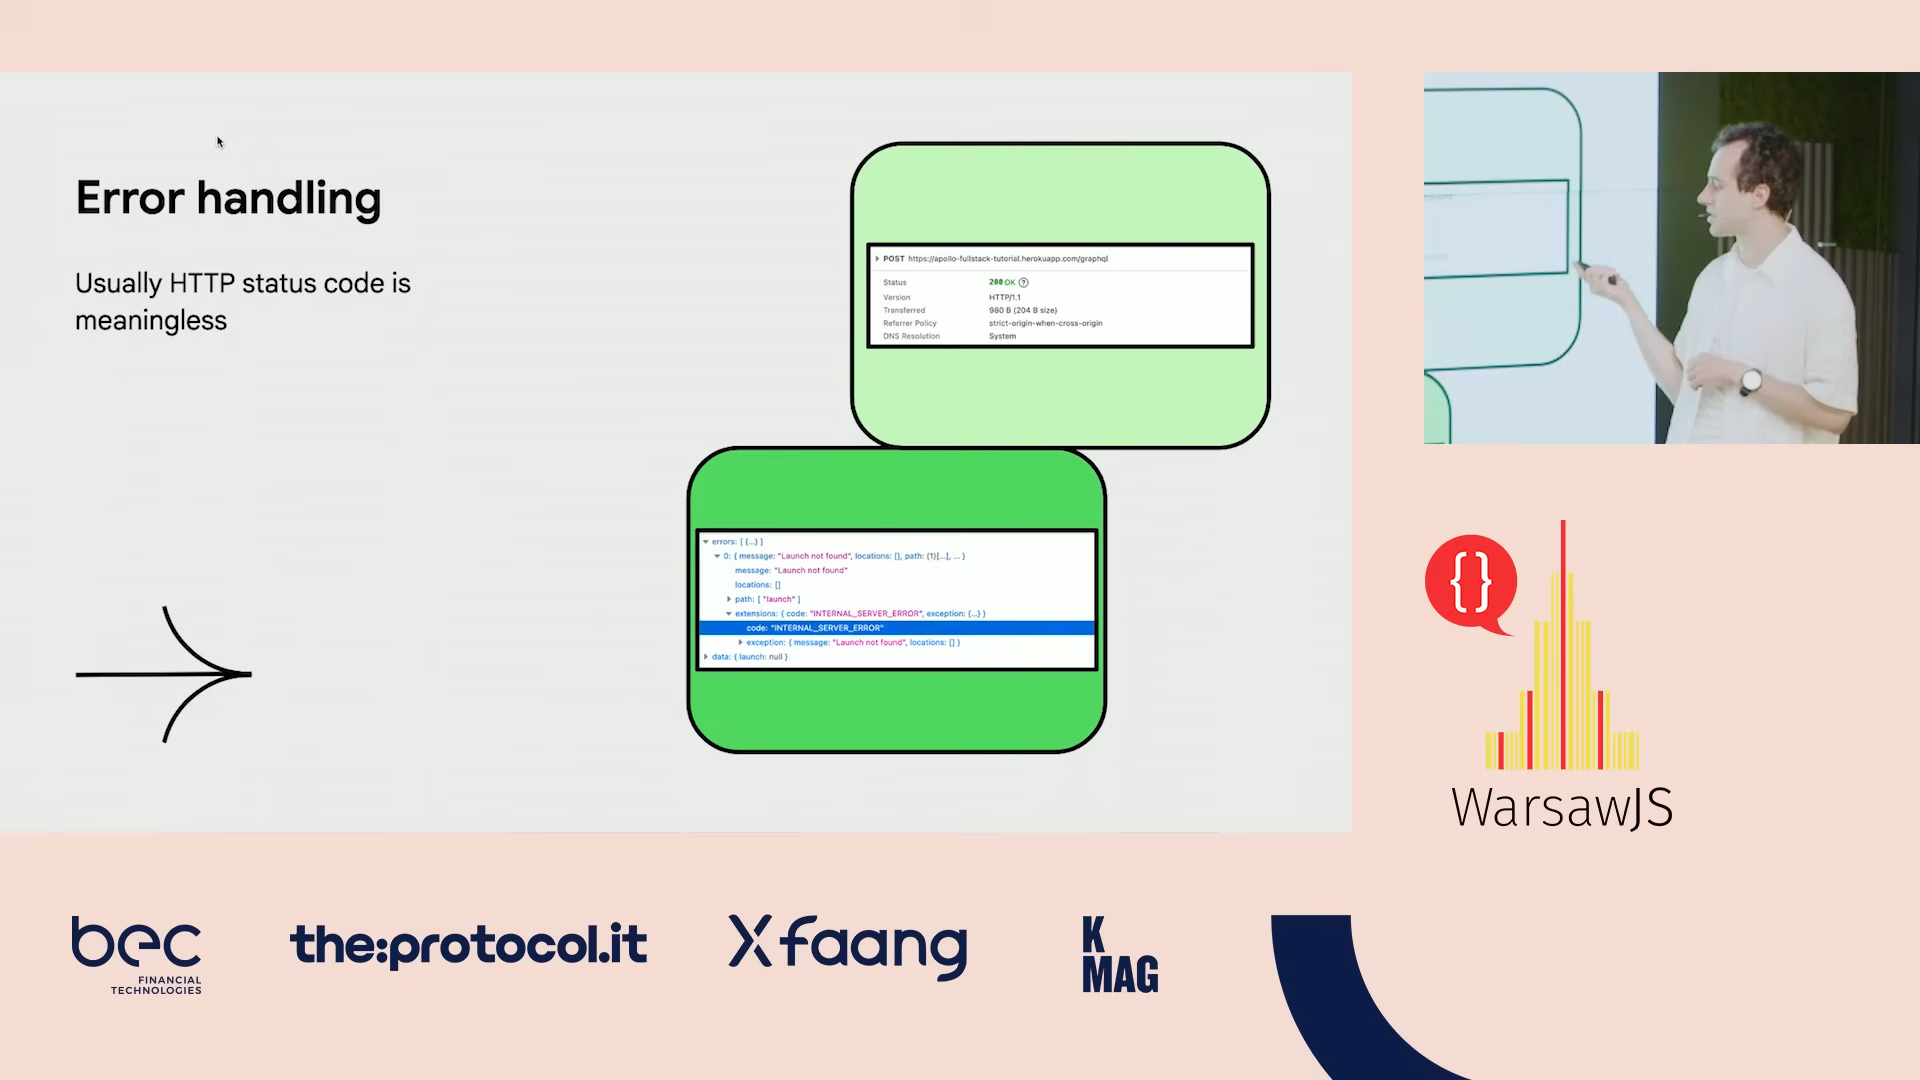 Error handling
Usually HTTP status code is
meaningless
POST https://apollo-fullstack-tutorial.herokuapp.com/graphql
Status 200 OK ?
Version HTTP/1.1
Transferred 980 B (204 B size)
Referrer Policy strict-origin-when-cross-origin
DNS Resolution System
errors: [ {…} ]
0: { message: "Launch not found", locations: [], path: (1)[…], … }
message: "Launch not found"
locations: []
path: [ "launch" ]
extensions: { code: "INTERNAL_SERVER_ERROR", exception: {…} }
code: "INTERNAL_SERVER_ERROR"
exception: { message: "Launch not found", locations: [] }
data: { launch: null }
{}
WarsawJS
bec
FINANCIAL
TECHNOLOGIES
the:protocol.it
Xfaang
K
MAG